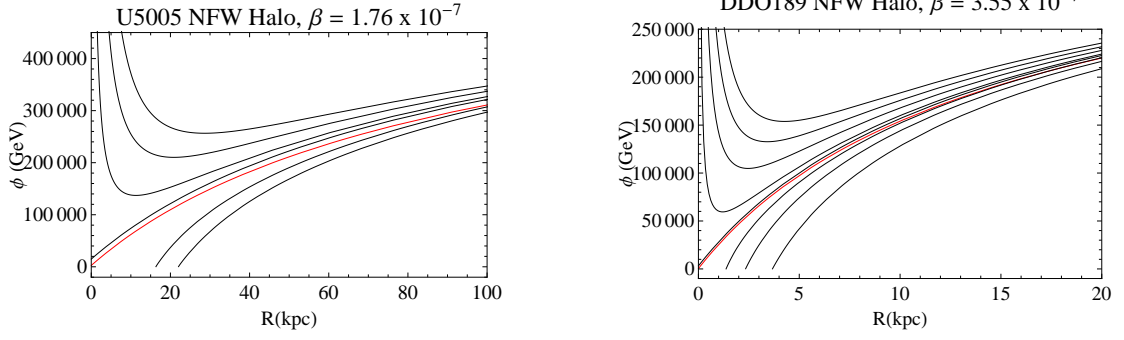 U5005 NFW Halo, β = 1.76 x 10⁻⁷
400 000
300 000
200 000
100 000
0
ϕ (GeV)
0 20 40 60 80 100
R(kpc)
DDO189 NFW Halo, β = 3.55 x 10
250 000
200 000
150 000
100 000
50 000
0
ϕ (GeV)
0 5 10 15 20
R(kpc)